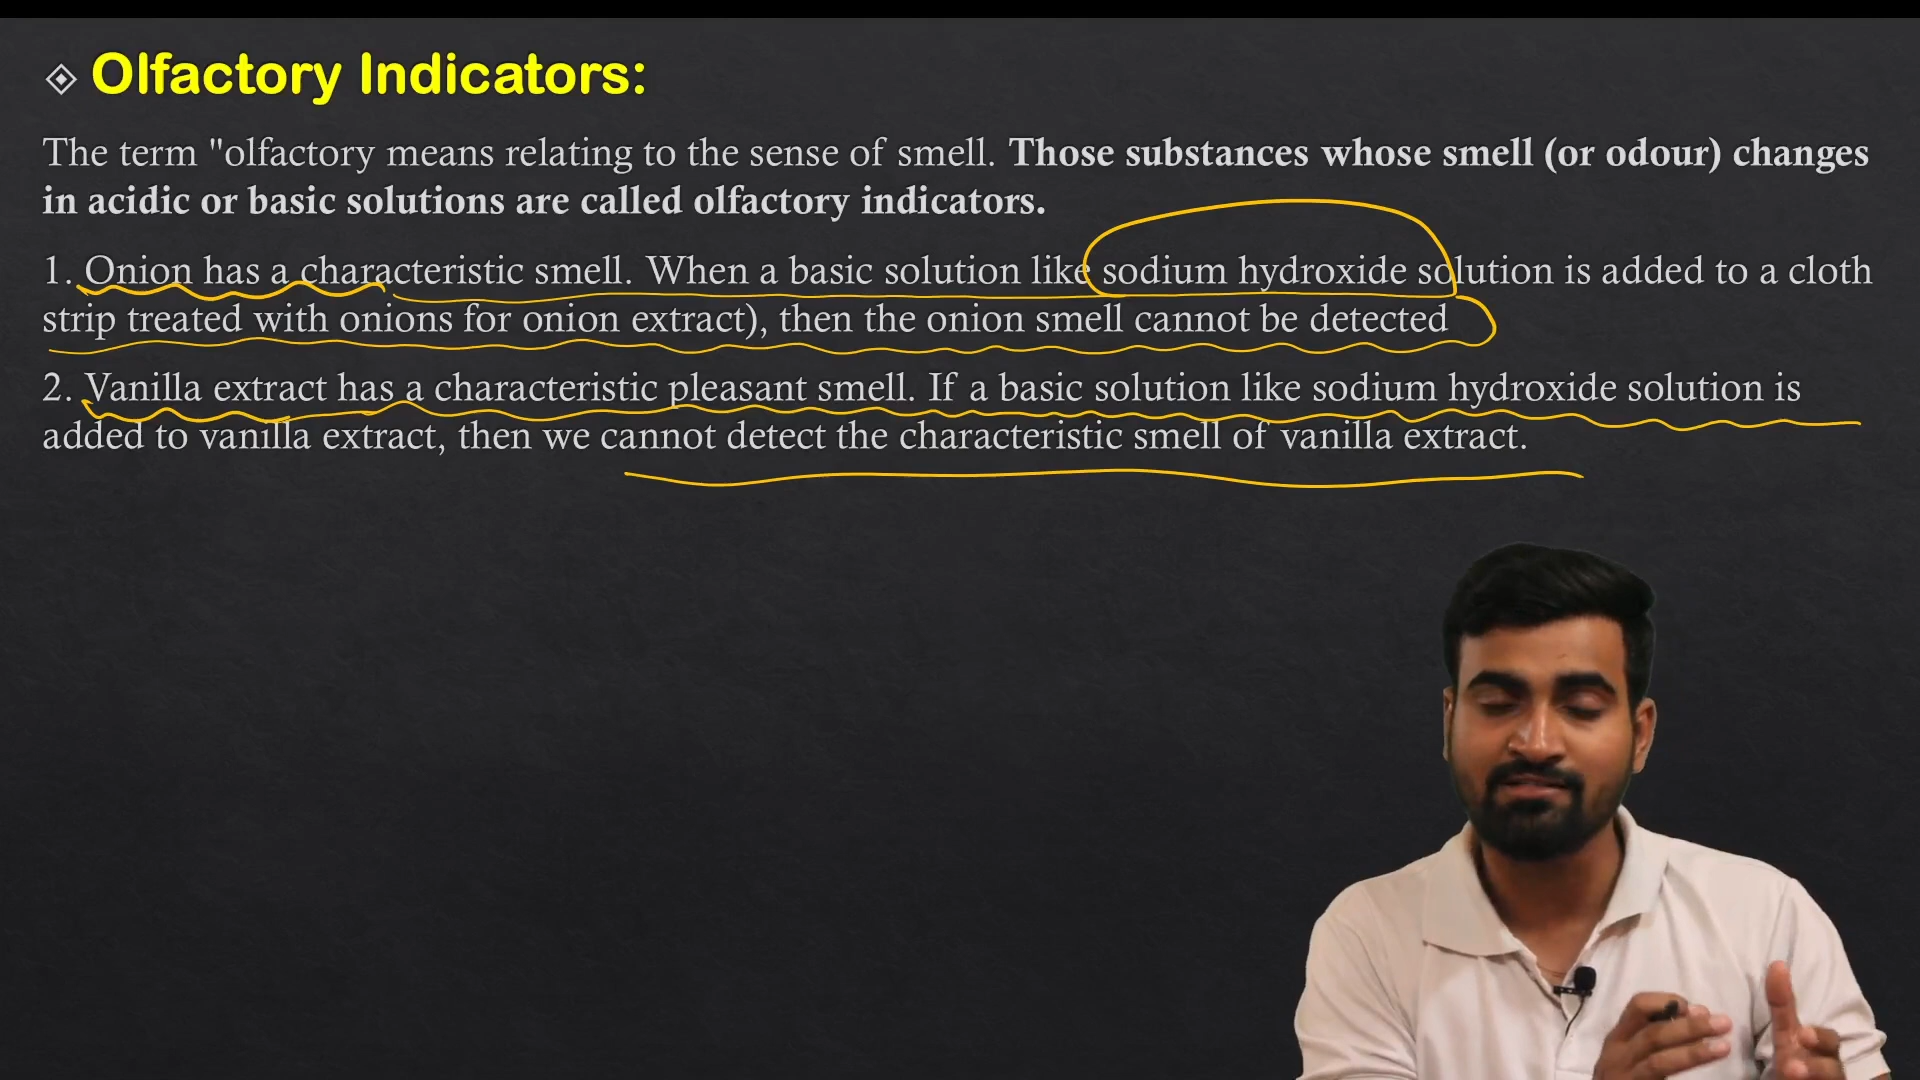 Olfactory Indicators:
The term "olfactory means relating to the sense of smell. Those substances whose smell (or odour) changes
in acidic or basic solutions are called olfactory indicators.
1. Onion has a characteristic smell. When a basic solution like sodium hydroxide solution is added to a cloth
strip treated with onions for onion extract), then the onion smell cannot be detected
2. Vanilla extract has a characteristic pleasant smell. If a basic solution like sodium hydroxide solution is
added to vanilla extract, then we cannot detect the characteristic smell of vanilla extract.